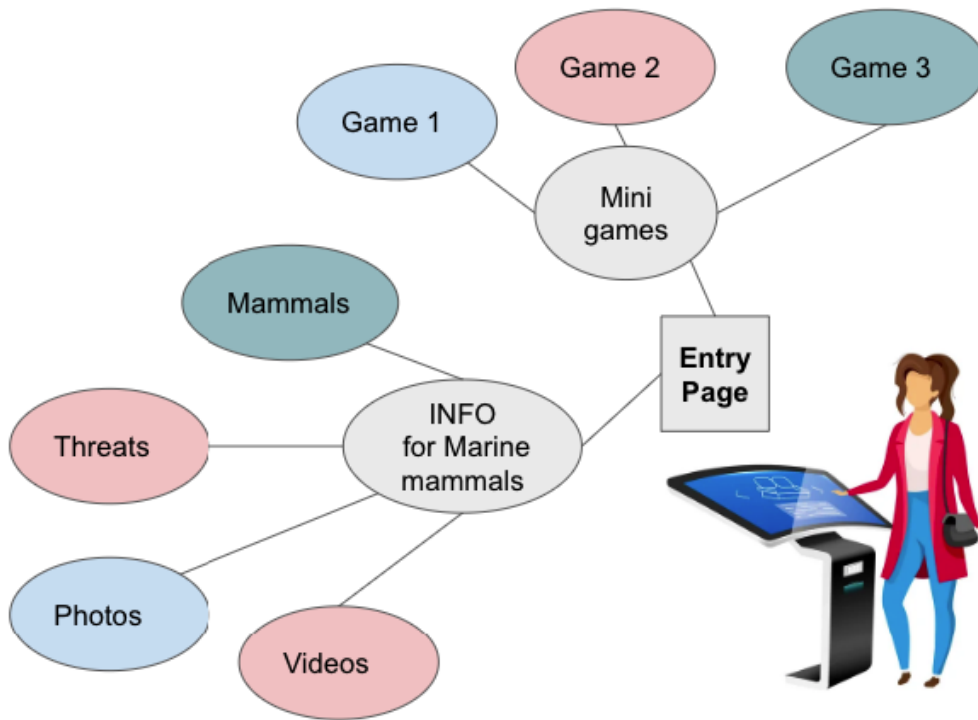 Game 1
Game 2
Game 3
Mini
games
Mammals
Entry
Page
INFO
for Marine
mammals
Threats
Photos
Videos